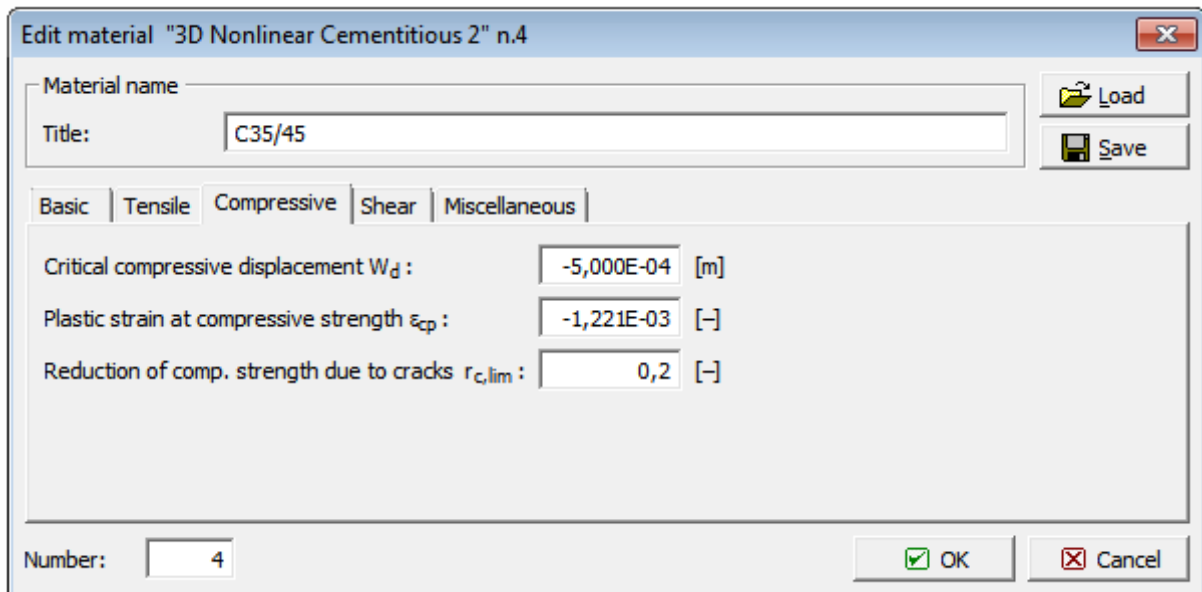 Edit material "3D Nonlinear Cementitious 2" n.4
Material name
Load
Title: C35/45
Save
Basic Tensile Compressive Shear Miscellaneous
Critical compressive displacement Wd : -5,000E-04 [m]
Plastic strain at compressive strength εcp : -1,221E-03 [–]
Reduction of comp. strength due to cracks rc,lim : 0,2 [–]
Number: 4 OK Cancel